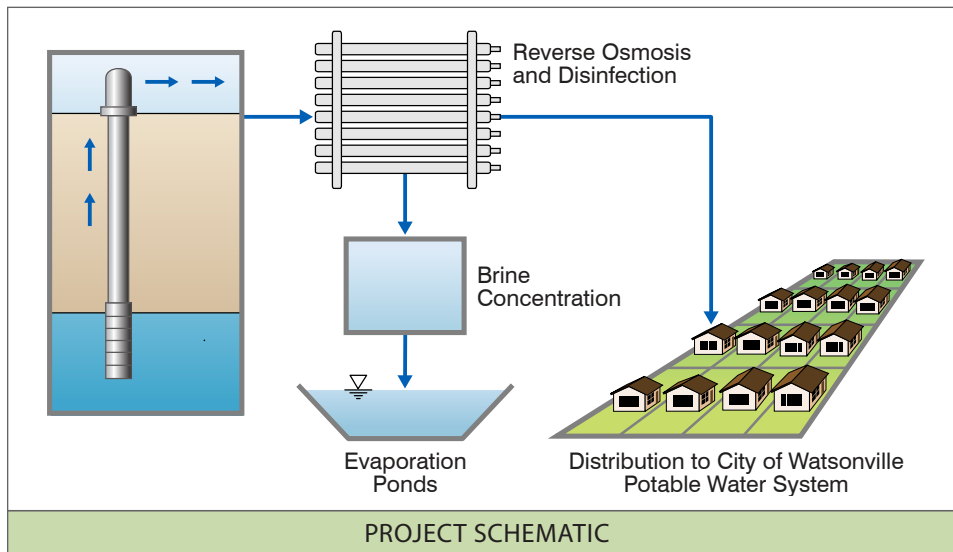 Reverse Osmosis
and Disinfection
Brine
Concentration
Evaporation
Ponds
Distribution to City of Watsonville
Potable Water System
PROJECT SCHEMATIC